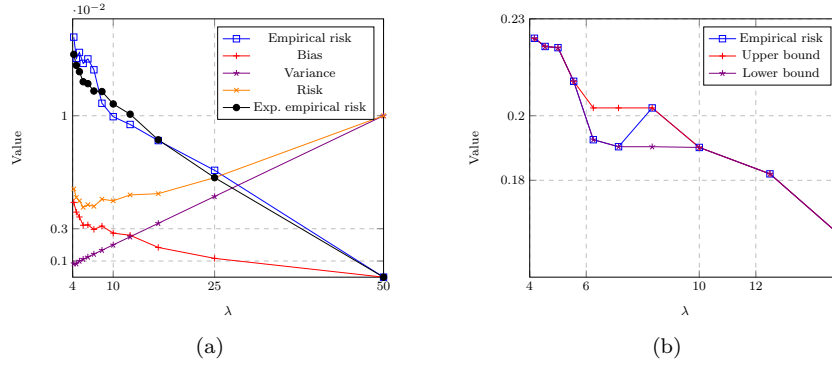 ·10⁻²
Value
1
0.3
0.1
4
10
25
50
λ
Empirical risk
Bias
Variance
Risk
Exp. empirical risk
(a)
Value
0.23
0.2
0.18
4
6
8
10
12
λ
Empirical risk
Upper bound
Lower bound
(b)